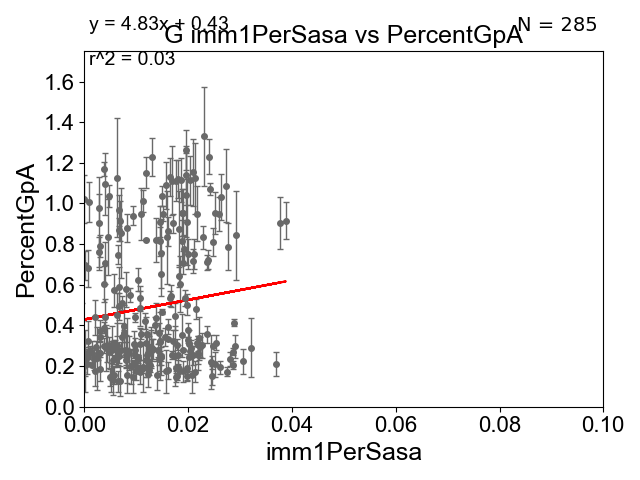 y = 4.83x + 0.43
N = 285
G imm1PerSasa vs PercentGpA
r^2 = 0.03
PercentGpA
1.6
1.4
1.2
1.0
0.8
0.6
0.4
0.2
0.0
0.00 0.02 0.04 0.06 0.08 0.10
imm1PerSasa